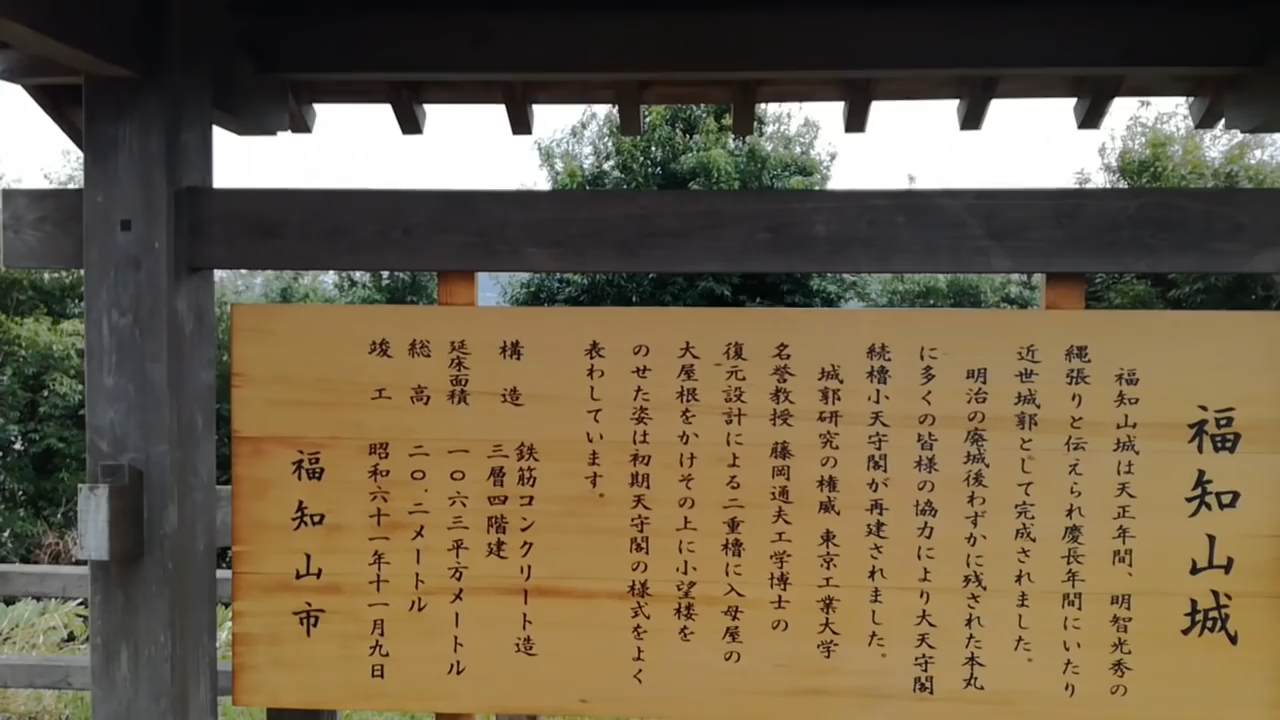 福知山城
福知山城は天正年間、明智光秀の
縄張りと伝えられ慶長年間にいたり
近世城郭として完成されました。
明治の廃城後わずかに残された本丸
に多くの皆様の協力により大天守閣
続櫓小天守閣が再建されました。
城郭研究の権威 東京工業大学
名誉教授 藤岡通夫工学博士の
復元設計による二重櫓に入母屋の
大屋根をかけその上に小望楼を
のせた姿は初期天守閣の様式をよく
表わしています。
構造 鉄筋コンクリート造
三層四階建
延床面積 一〇六三平方メートル
総高 二〇.二メートル
竣工 昭和六十一年十一月九日
福知山市